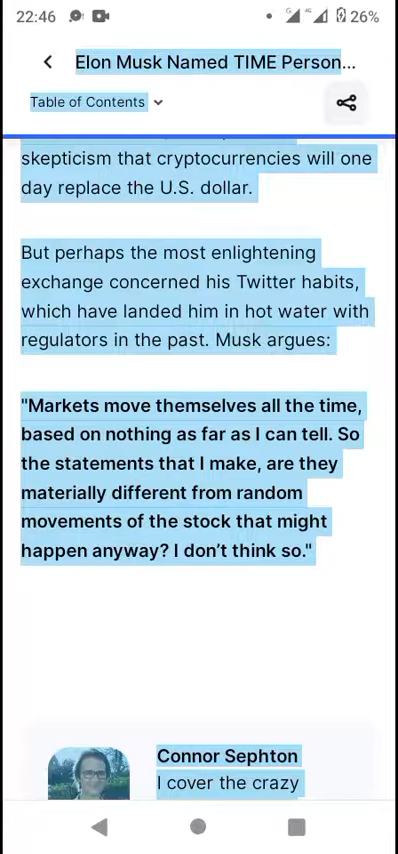 22:46
26%
Elon Musk Named TIME Person...
Table of Contents
skepticism that cryptocurrencies will one
day replace the U.S. dollar.
But perhaps the most enlightening
exchange concerned his Twitter habits,
which have landed him in hot water with
regulators in the past. Musk argues:
"Markets move themselves all the time,
based on nothing as far as I can tell. So
the statements that I make, are they
materially different from random
movements of the stock that might
happen anyway? I don’t think so."
Connor Sephton
I cover the crazy